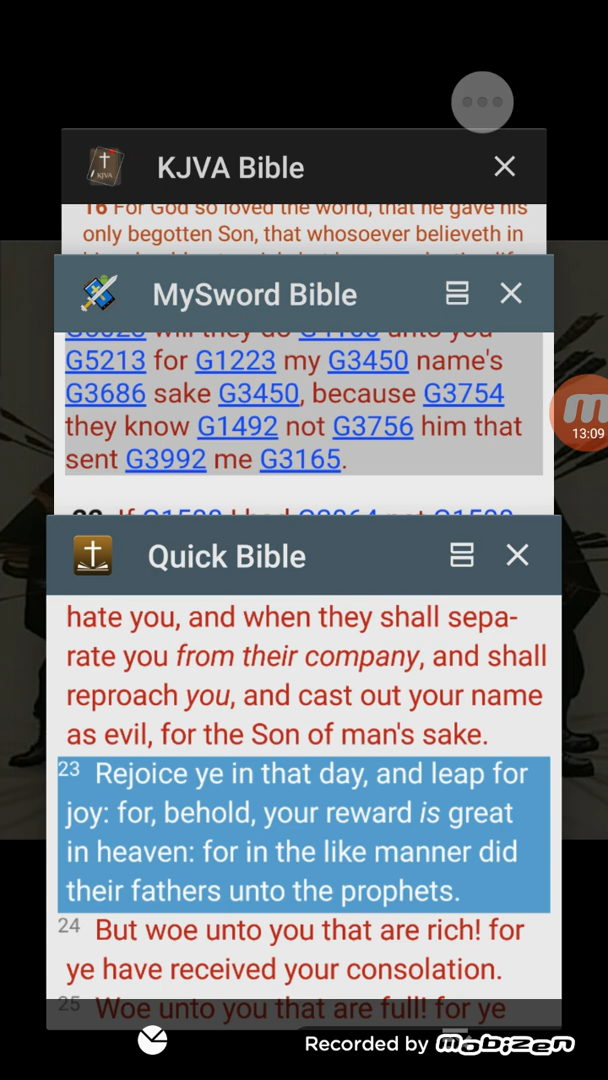 KJVA Bible
16 For God so loved the world, that he gave his
only begotten Son, that whosoever believeth in
MySword Bible
will they do unto you
G5213 for G1223 my G3450 name's
G3686 sake G3450, because G3754
they know G1492 not G3756 him that
sent G3992 me G3165.
13:09
Quick Bible
hate you, and when they shall sepa-
rate you from their company, and shall
reproach you, and cast out your name
as evil, for the Son of man's sake.
23 Rejoice ye in that day, and leap for
joy: for, behold, your reward is great
in heaven: for in the like manner did
their fathers unto the prophets.
24 But woe unto you that are rich! for
ye have received your consolation.
25 Woe unto you that are full! for ye
Recorded by mobizen